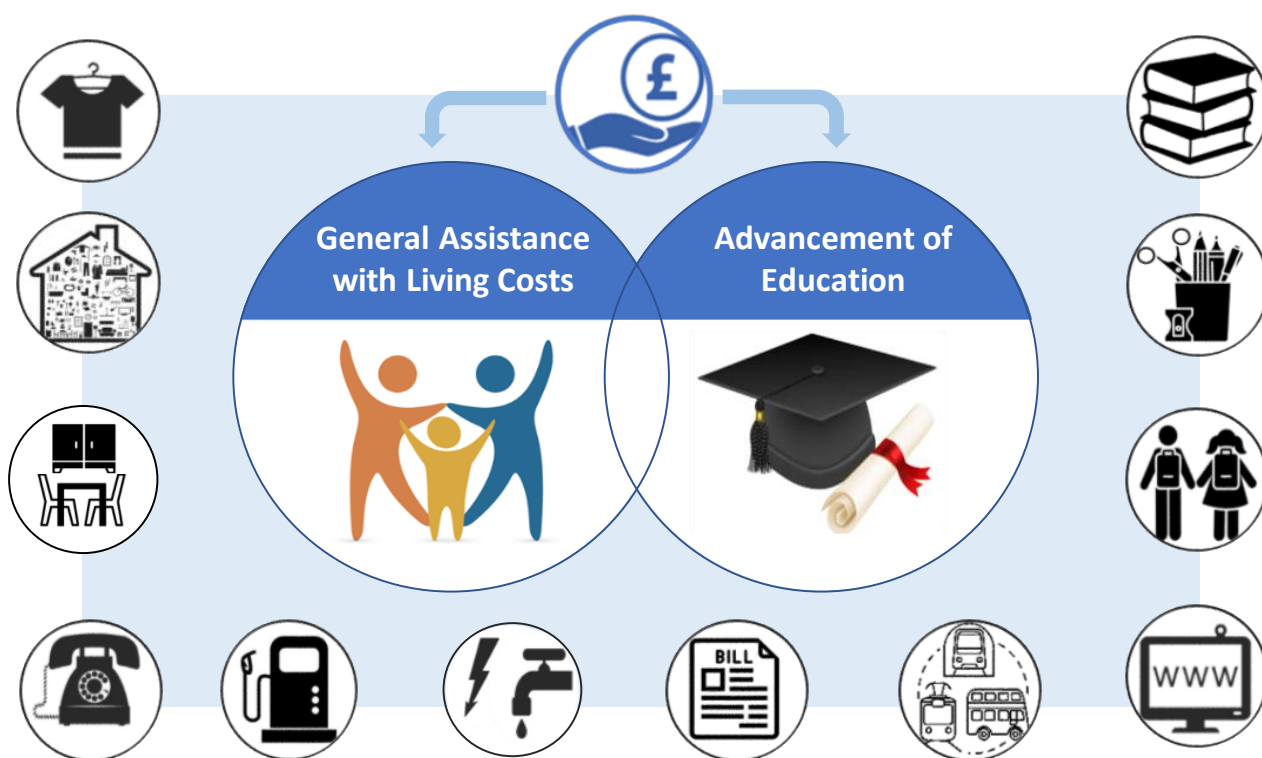 £
General Assistance
with Living Costs
Advancement of
Education
BILL
WWW